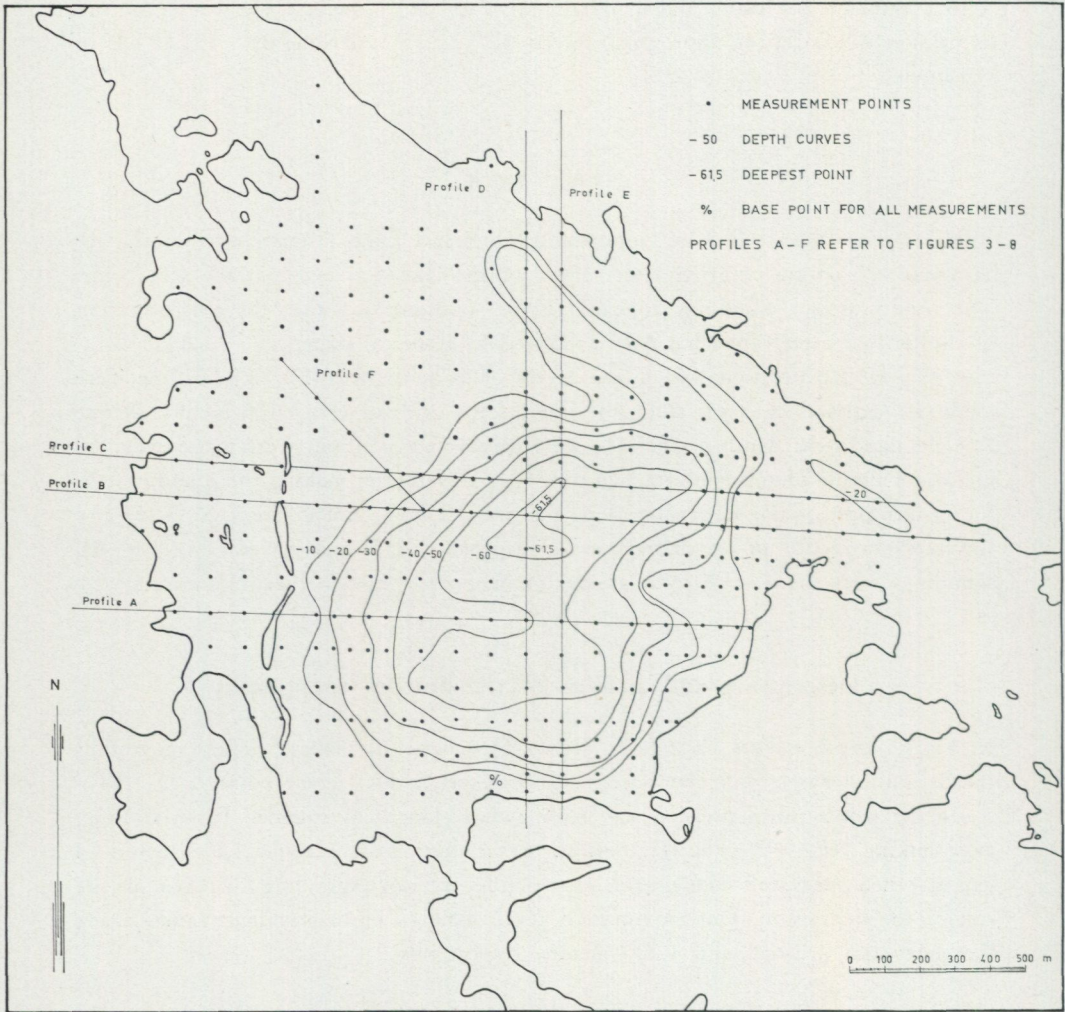 • MEASUREMENT POINTS
- 50 DEPTH CURVES
- 61,5 DEEPEST POINT
% BASE POINT FOR ALL MEASUREMENTS
PROFILES A - F REFER TO FIGURES 3 - 8
Profile D
Profile E
Profile F
Profile C
Profile B
-20
-61,5
-10 -20 -30 -40 -50 -60 -61,5
Profile A
N
%
0 100 200 300 400 500 m